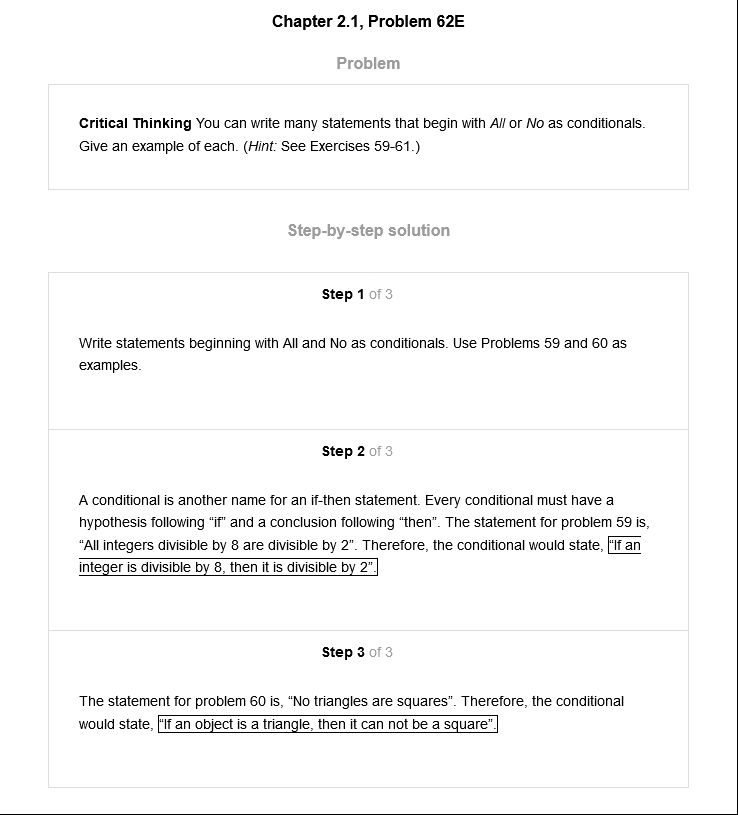 Chapter 2.1, Problem 62E
Problem
Critical Thinking You can write many statements that begin with All or No as conditionals.
Give an example of each. (Hint: See Exercises 59-61.)
Step-by-step solution
Step 1 of 3
Write statements beginning with All and No as conditionals. Use Problems 59 and 60 as
examples.
Step 2 of 3
A conditional is another name for an if-then statement. Every conditional must have a
hypothesis following “if” and a conclusion following “then”. The statement for problem 59 is,
“All integers divisible by 8 are divisible by 2”. Therefore, the conditional would state, “If an
integer is divisible by 8, then it is divisible by 2”.
Step 3 of 3
The statement for problem 60 is, “No triangles are squares”. Therefore, the conditional
would state, “If an object is a triangle, then it can not be a square”.